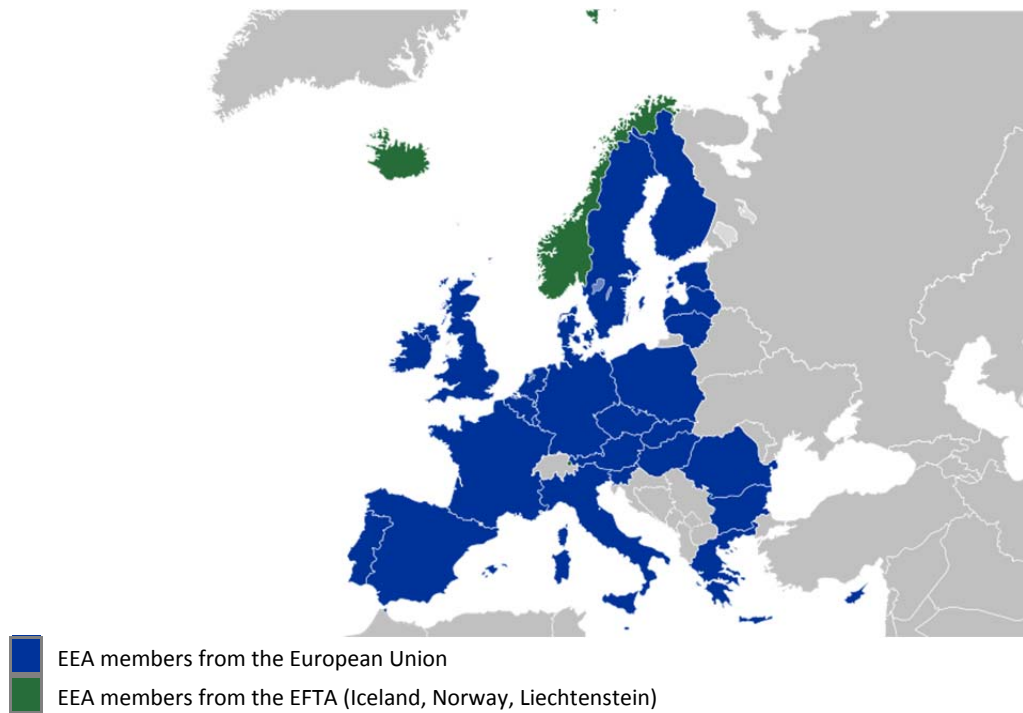 EEA members from the European Union
EEA members from the EFTA (Iceland, Norway, Liechtenstein)